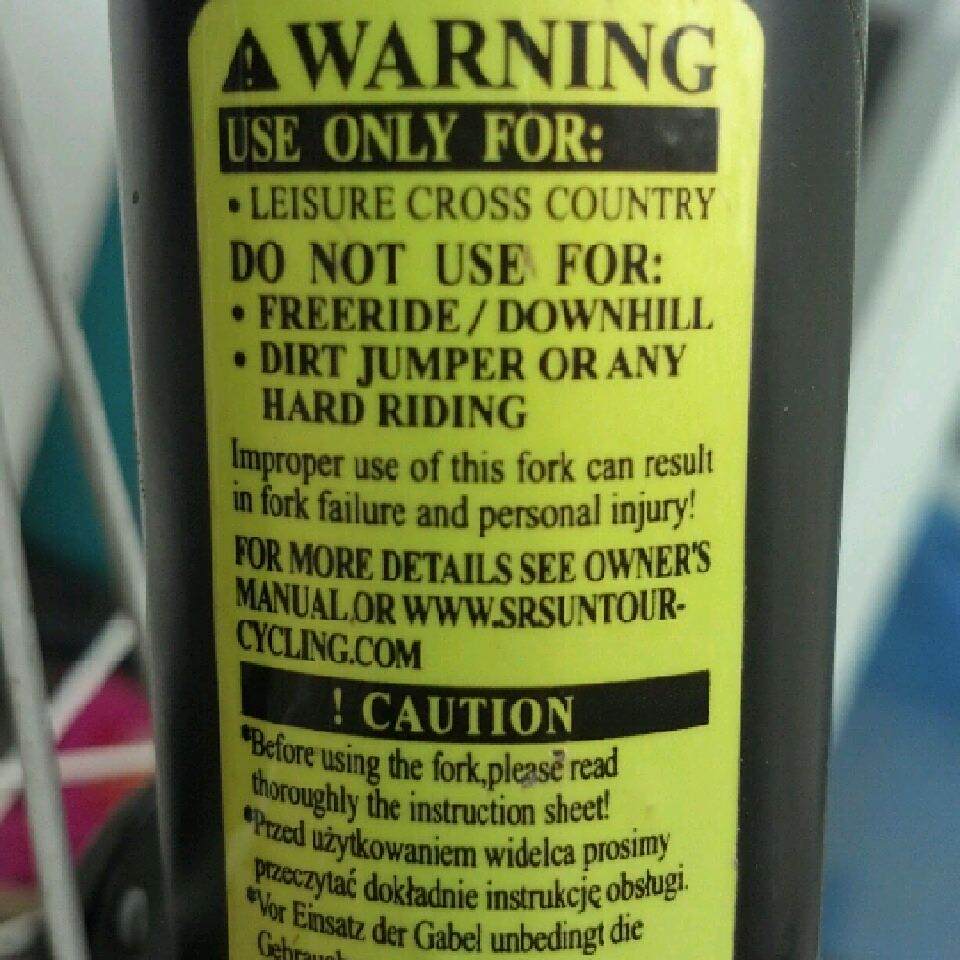 WARNING
USE ONLY FOR:
• LEISURE CROSS COUNTRY
DO NOT USE FOR:
• FREERIDE / DOWNHILL
• DIRT JUMPER OR ANY
HARD RIDING
Improper use of this fork can result
in fork failure and personal injury!
FOR MORE DETAILS SEE OWNER'S
MANUAL,OR WWW.SRSUNTOUR-
CYCLING.COM
! CAUTION
*Before using the fork,please read
thoroughly the instruction sheet!
*Przed użytkowaniem widelca prosimy
przeczytać dokładnie instrukcję obsługi.
*Vor Einsatz der Gabel unbedingt die